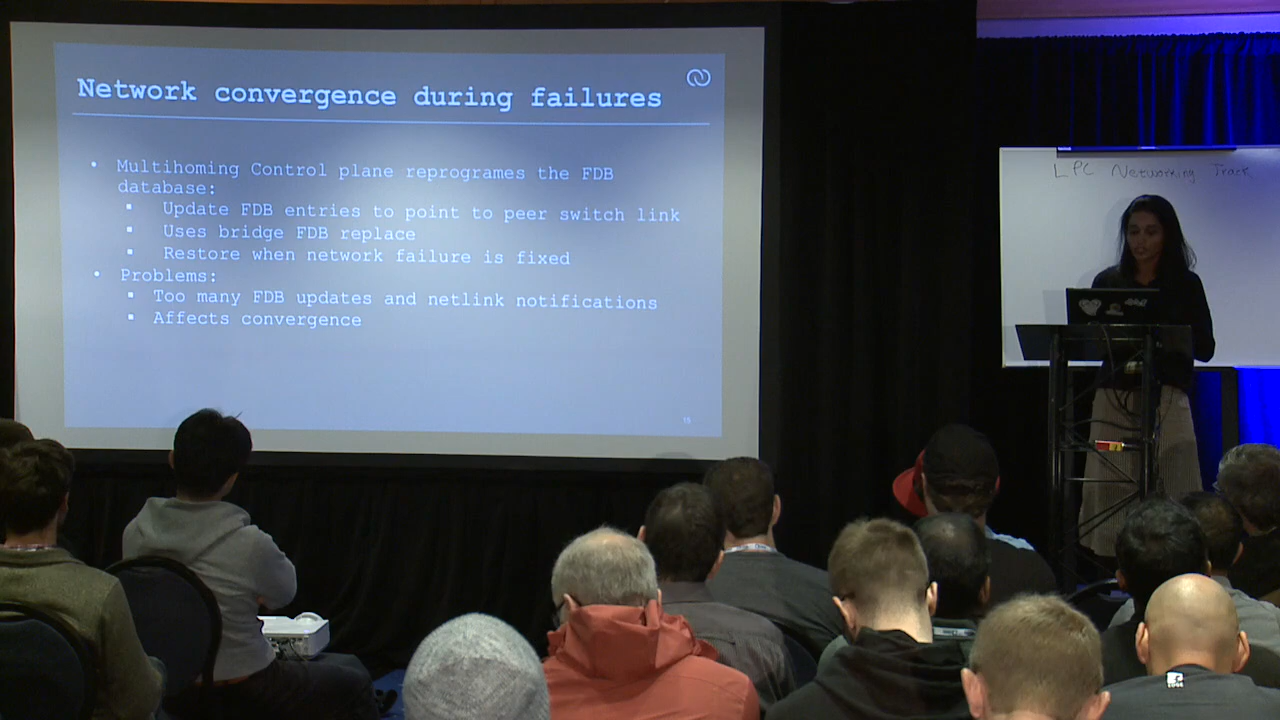 Network convergence during failures
• Multihoming Control plane reprogrames the FDB
database:
▪ Update FDB entries to point to peer switch link
▪ Uses bridge FDB replace
▪ Restore when network failure is fixed
• Problems:
▪ Too many FDB updates and netlink notifications
▪ Affects convergence
LPC Networking Track